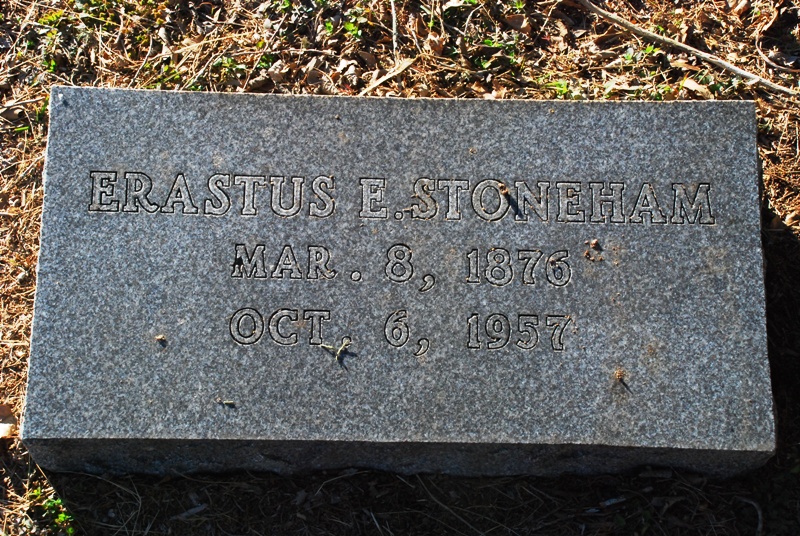 ERASTUS E. STONEHAM
MAR. 8, 1876
OCT. 6, 1957